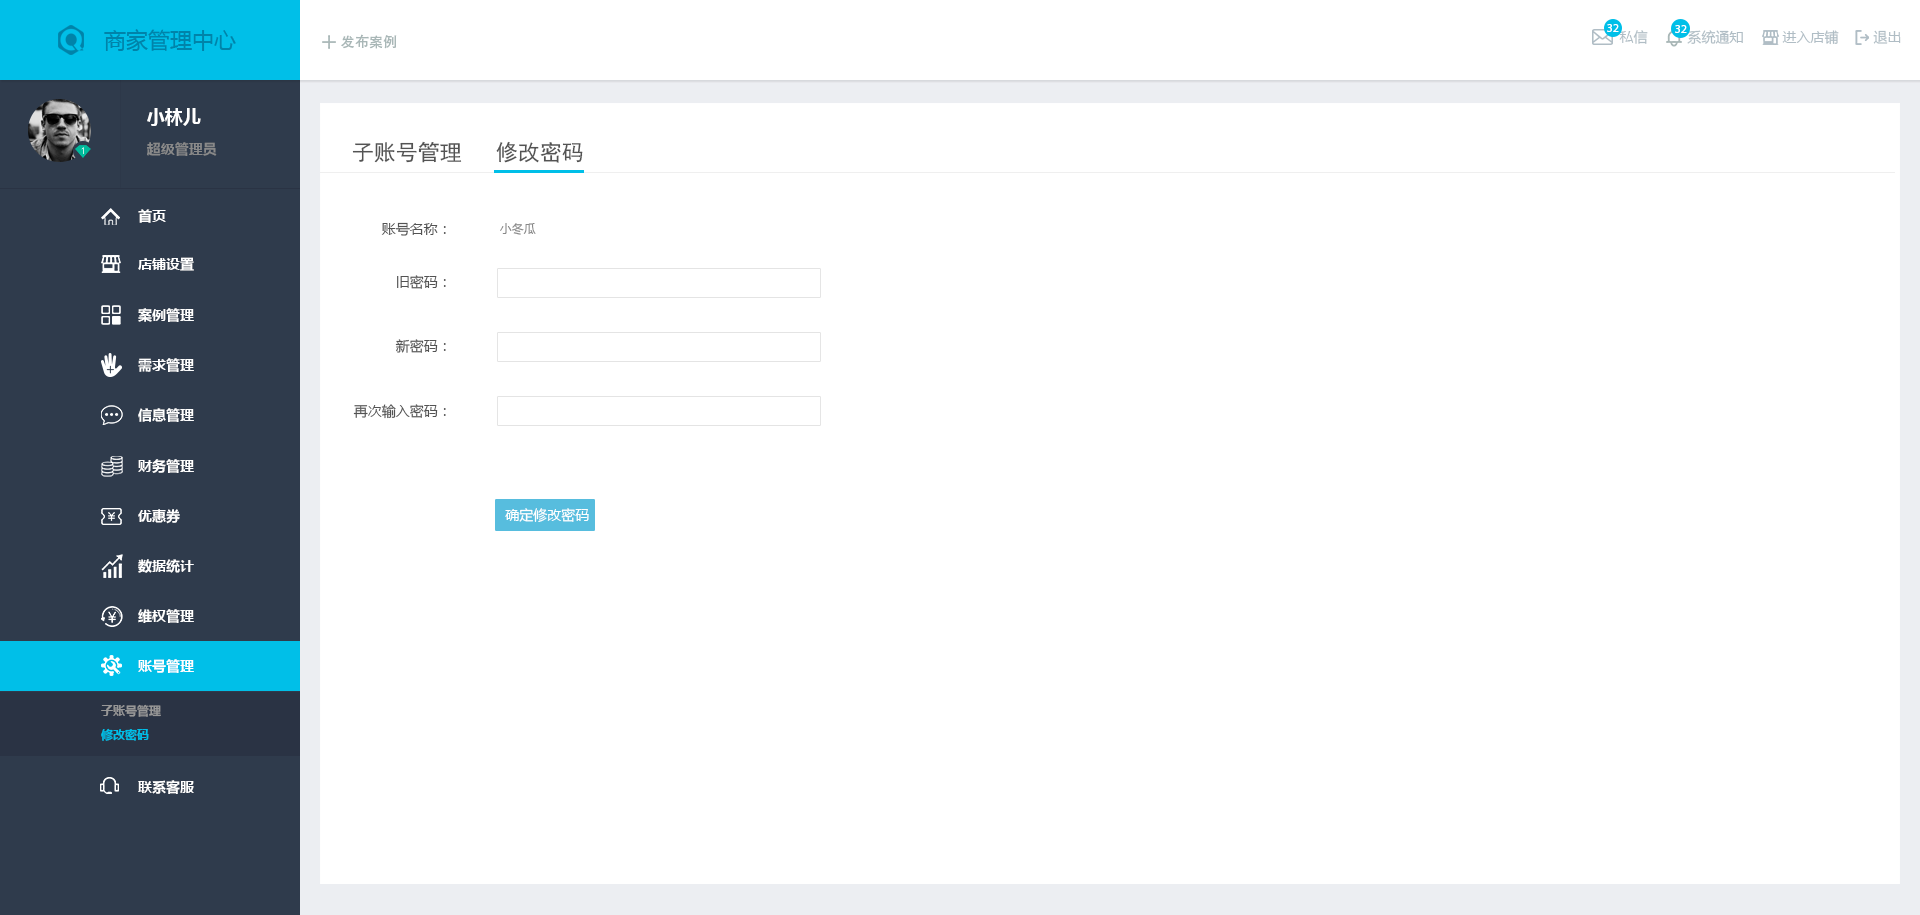 商家管理中心
发布案例
32
私信
32
系统通知
进入店铺
退出
小林儿
超级管理员
1
首页
店铺设置
案例管理
需求管理
信息管理
财务管理
优惠券
数据统计
维权管理
账号管理
子账号管理
修改密码
联系客服
子账号管理 修改密码
账号名称： 小冬瓜
旧密码：
新密码：
再次输入密码：
确定修改密码